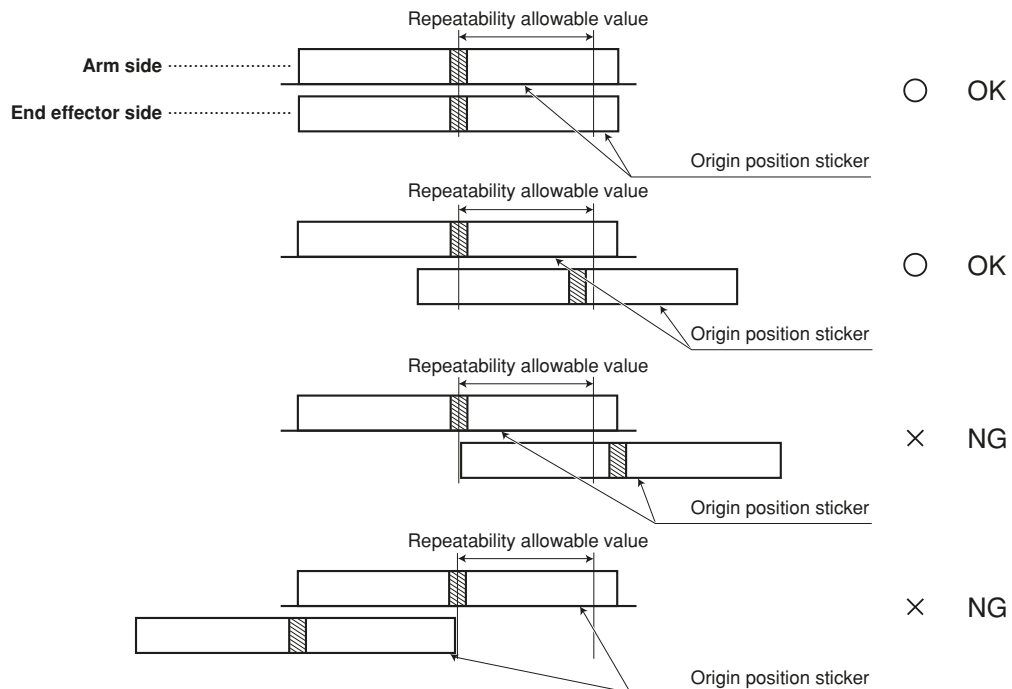 Repeatability allowable value
Arm side
End effector side
OK
Origin position sticker
Repeatability allowable value
OK
Origin position sticker
Repeatability allowable value
NG
Origin position sticker
Repeatability allowable value
NG
Origin position sticker